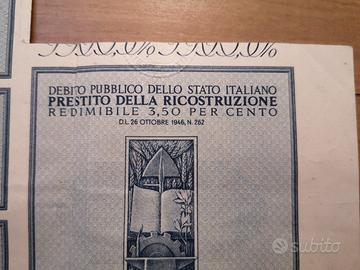 DEBITO PUBBLICO DELLO STATO ITALIANO
PRESTITO DELLA RICOSTRUZIONE
REDIMIBILE 3,50 PER CENTO
D.L. 26 OTTOBRE 1946, N. 262
subito